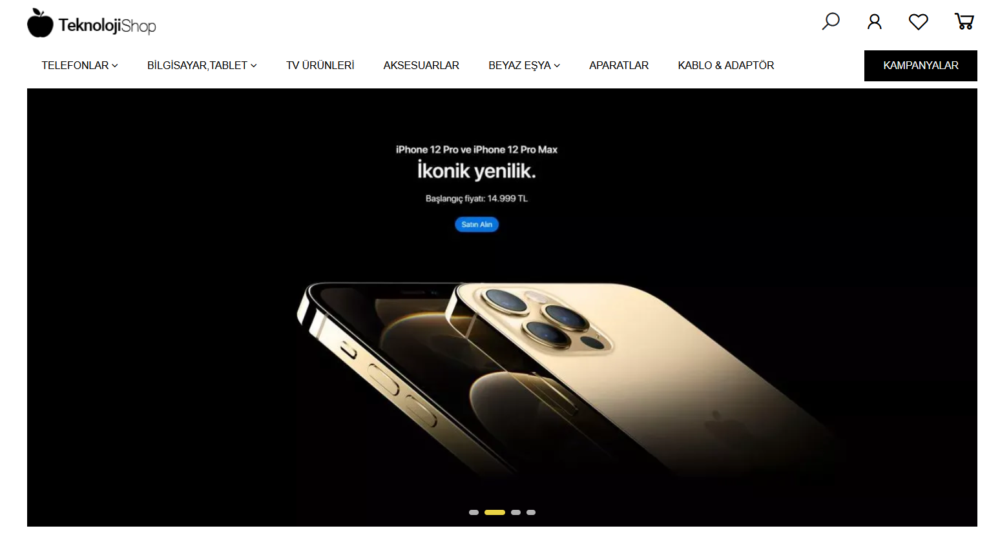 TeknolojiShop
TELEFONLAR
BİLGİSAYAR,TABLET
TV ÜRÜNLERİ
AKSESUARLAR
BEYAZ EŞYA
APARATLAR
KABLO & ADAPTÖR
KAMPANYALAR
iPhone 12 Pro ve iPhone 12 Pro Max
İkonik yenilik.
Başlangıç fiyatı: 14.999 TL
Satın Alın